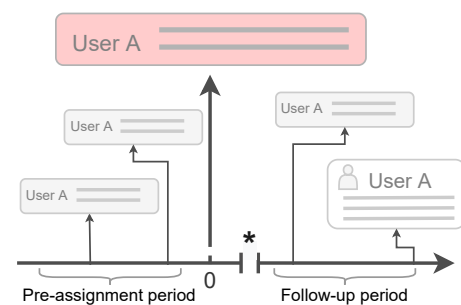 User A
User A
User A
User A
User A
*
0
Pre-assignment period
Follow-up period